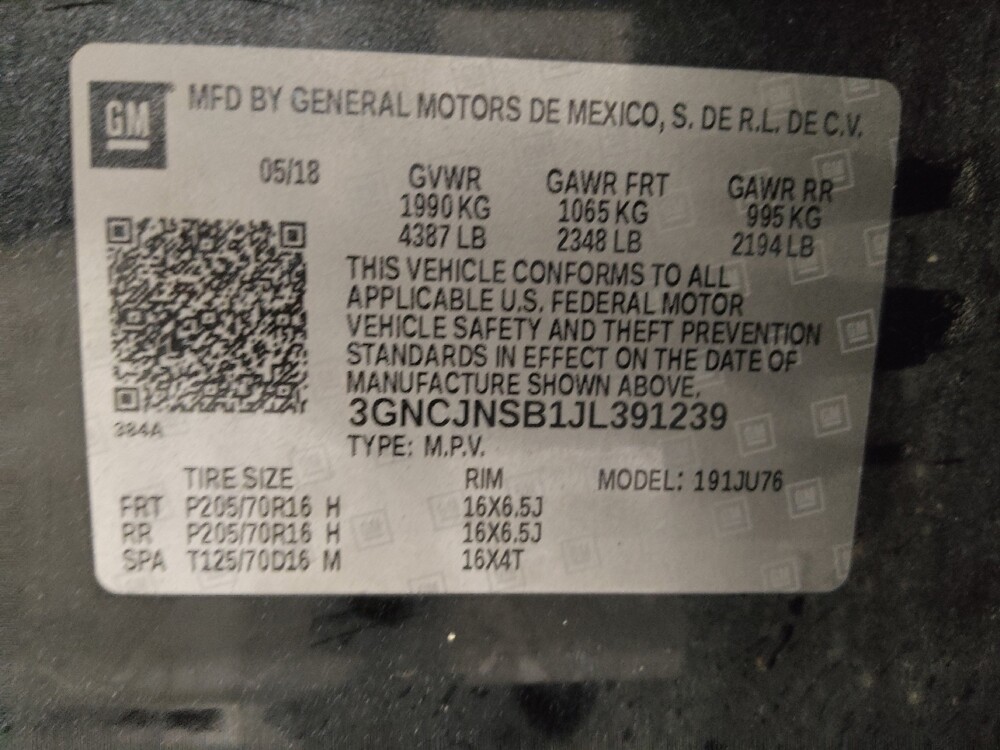 GM MFD BY GENERAL MOTORS DE MEXICO, S. DE R.L. DE C.V.
05/18 GVWR GAWR FRT GAWR RR
1990 KG 1065 KG 995 KG
4387 LB 2348 LB 2194 LB
THIS VEHICLE CONFORMS TO ALL
APPLICABLE U.S. FEDERAL MOTOR
VEHICLE SAFETY AND THEFT PREVENTION
STANDARDS IN EFFECT ON THE DATE OF
MANUFACTURE SHOWN ABOVE.
3GNCJNSB1JL391239
384A
TYPE: M.P.V.
TIRE SIZE RIM MODEL: 191JU76
FRT P205/70R16 H 16X6.5J
RR P205/70R16 H 16X6.5J
SPA T125/70D16 M 16X4T